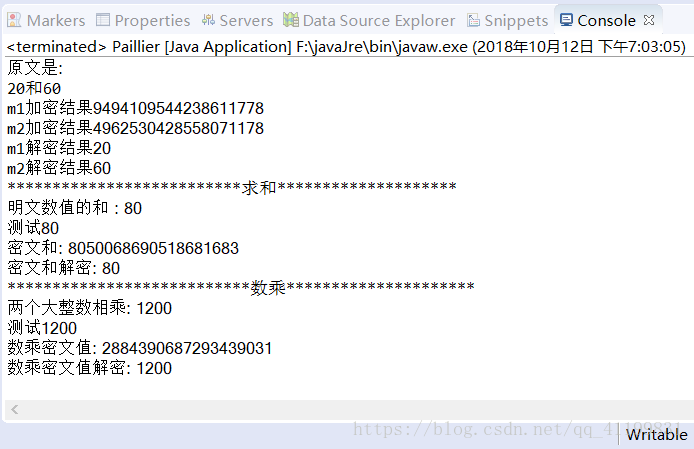 Markers Properties Servers Data Source Explorer Snippets Console
<terminated> Paillier [Java Application] F:\javaJre\bin\javaw.exe (2018年10月12日 下午7:03:05)
原文是:
20和60
m1加密结果9494109544238611778
m2加密结果4962530428558071178
m1解密结果20
m2解密结果60
**************************求和********************
明文数值的和 : 80
测试80
密文和: 8050068690518681683
密文和解密: 80
***************************数乘*********************
两个大整数相乘: 1200
测试1200
数乘密文值: 2884390687293439031
数乘密文值解密: 1200
Writable